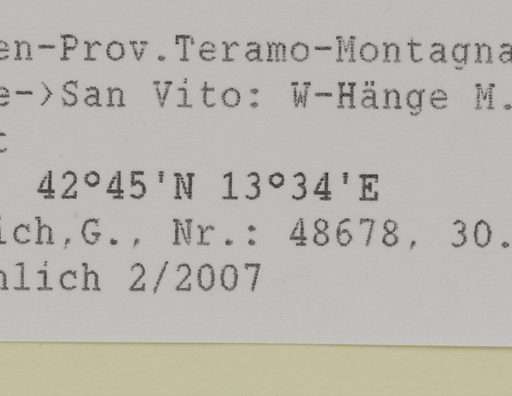 en-Prov.Teramo-Montagna
e->San Vito: W-Hänge M.
t
42°45'N 13°34'E
ich,G., Nr.: 48678, 30.
hlich 2/2007